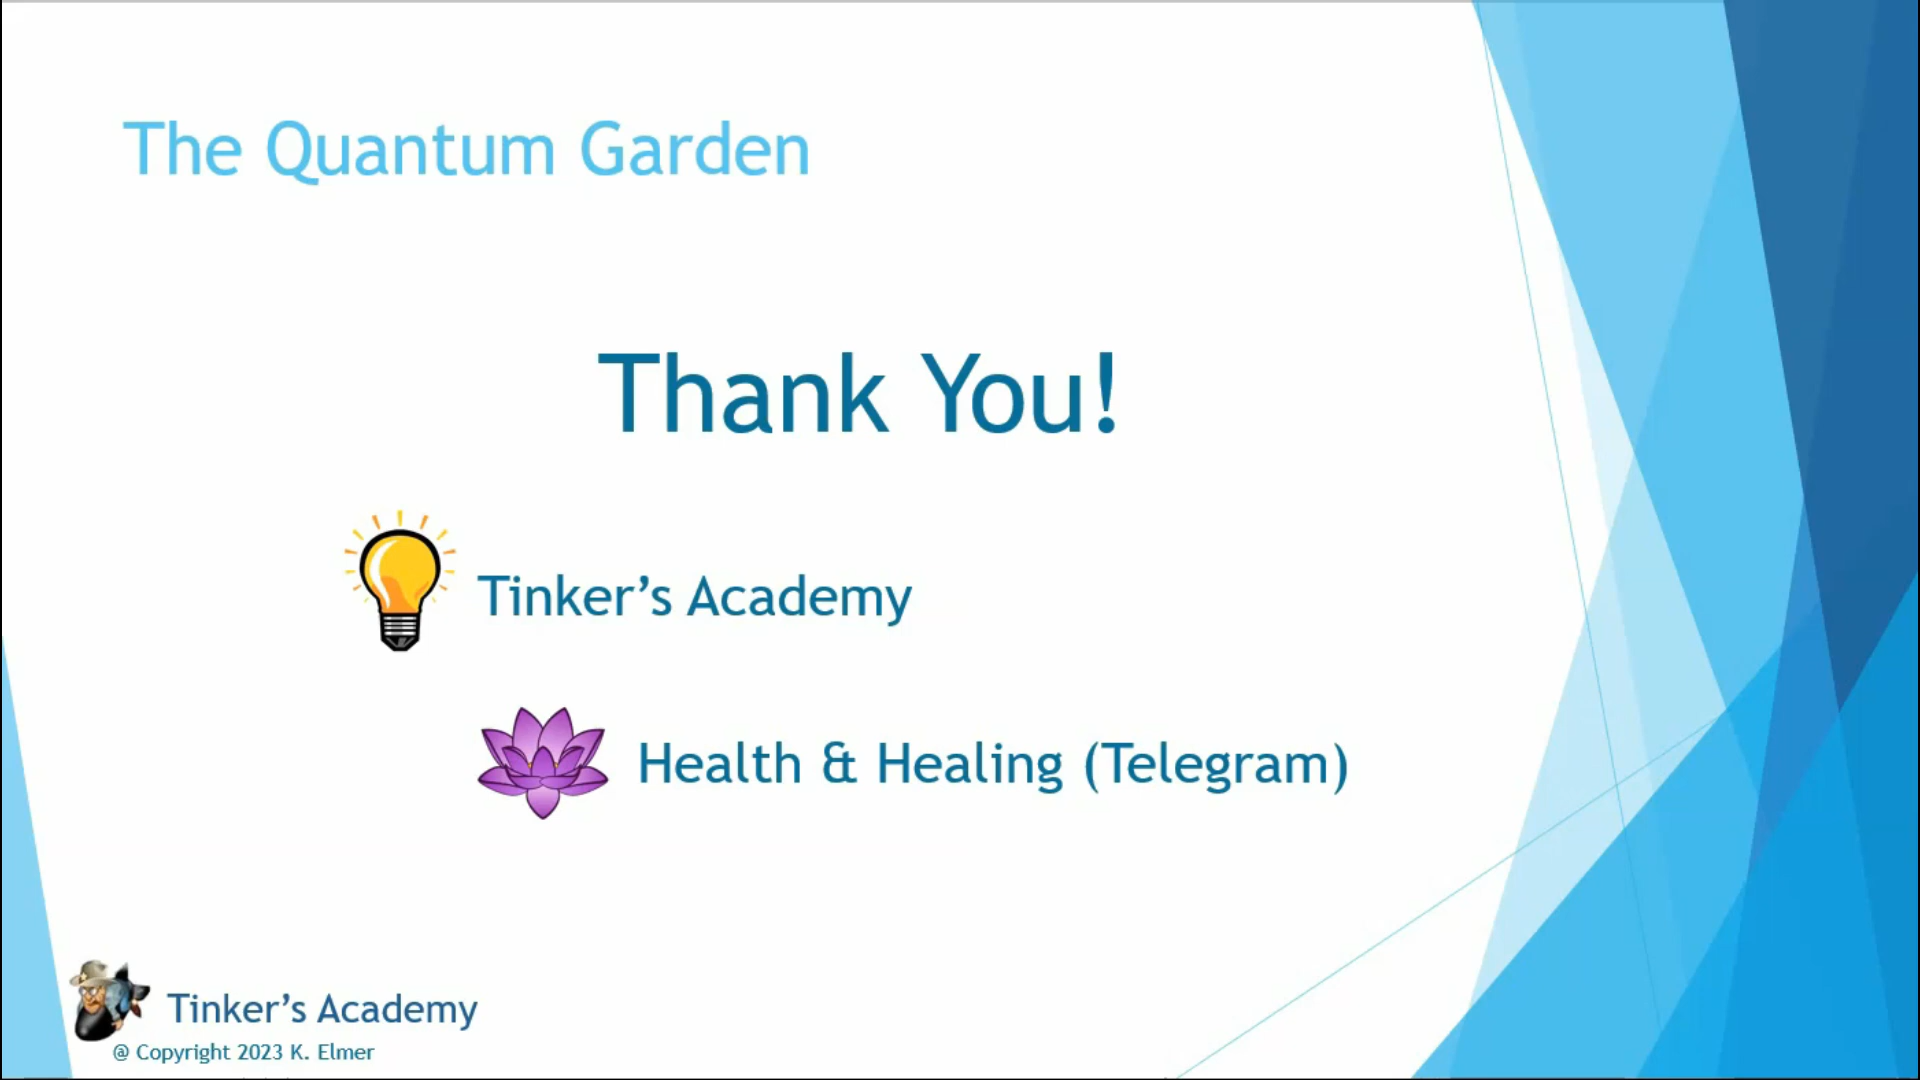 The Quantum Garden
Thank You!
Tinker’s Academy
Health & Healing (Telegram)
Tinker’s Academy
@ Copyright 2023 K. Elmer